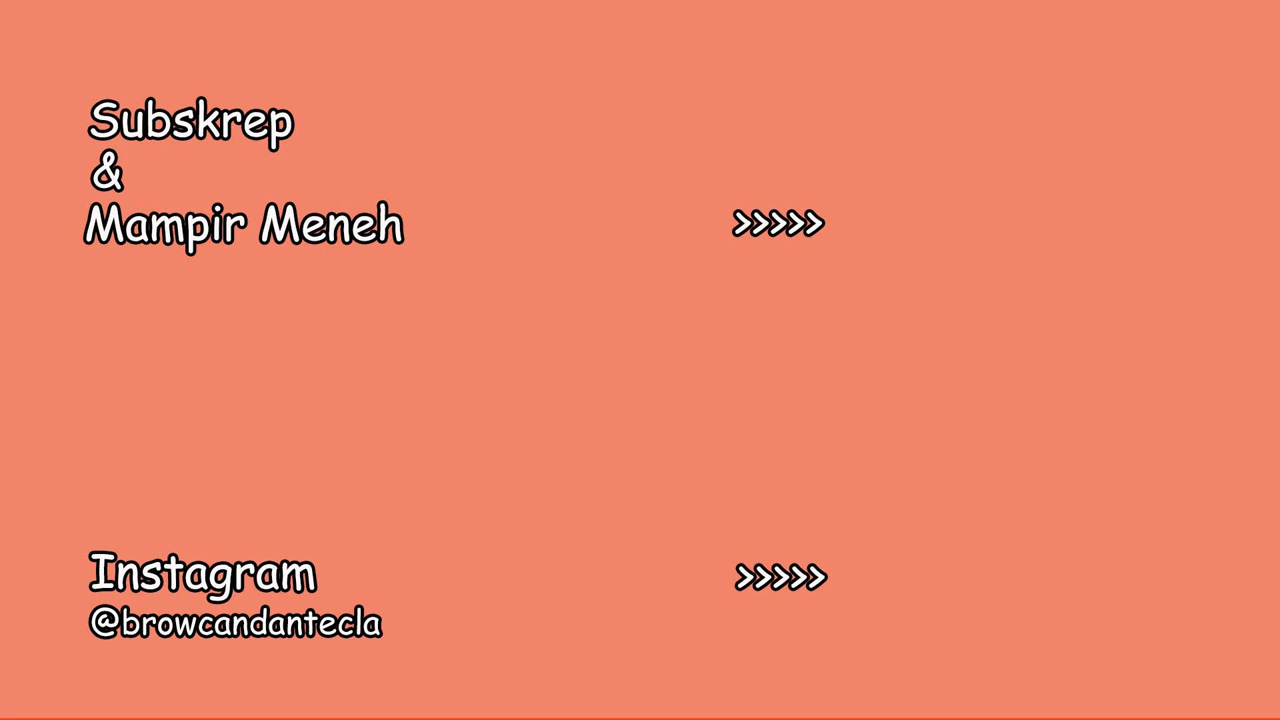 Subskrep
&
Mampir Meneh
>>>>>
Instagram
>>>>>
@browcandantecla